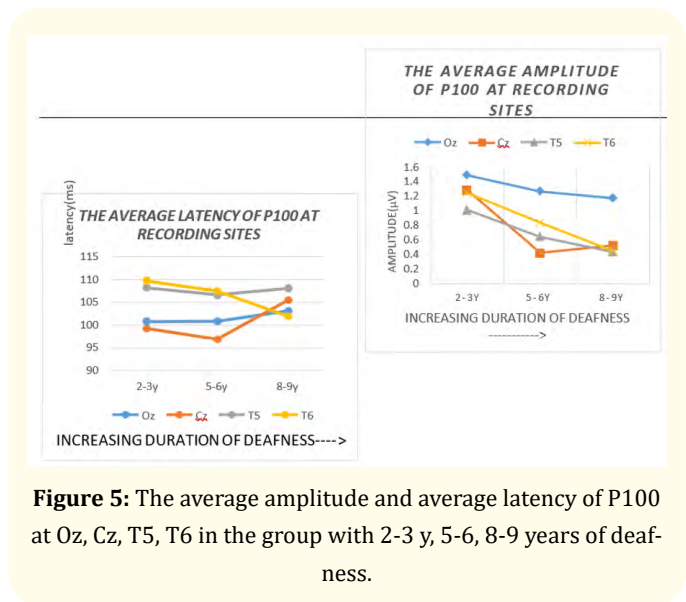 THE AVERAGE AMPLITUDE
OF P100 AT RECORDING
SITES
Oz Cz T5 T6
1.6
1.4
1.2
1
0.8
0.6
0.4
0.2
0
AMPLITUDE(μV)
2-3Y 5-6Y 8-9Y
INCREASING DURATION OF DEAFNESS
----------->
latency(ms)
THE AVERAGE LATENCY OF P100 AT
RECORDING SITES
115
110
105
100
95
90
2-3y 5-6y 8-9y
Oz Cz T5 T6
INCREASING DURATION OF DEAFNESS---->
Figure 5: The average amplitude and average latency of P100
at Oz, Cz, T5, T6 in the group with 2-3 y, 5-6, 8-9 years of deaf-
ness.